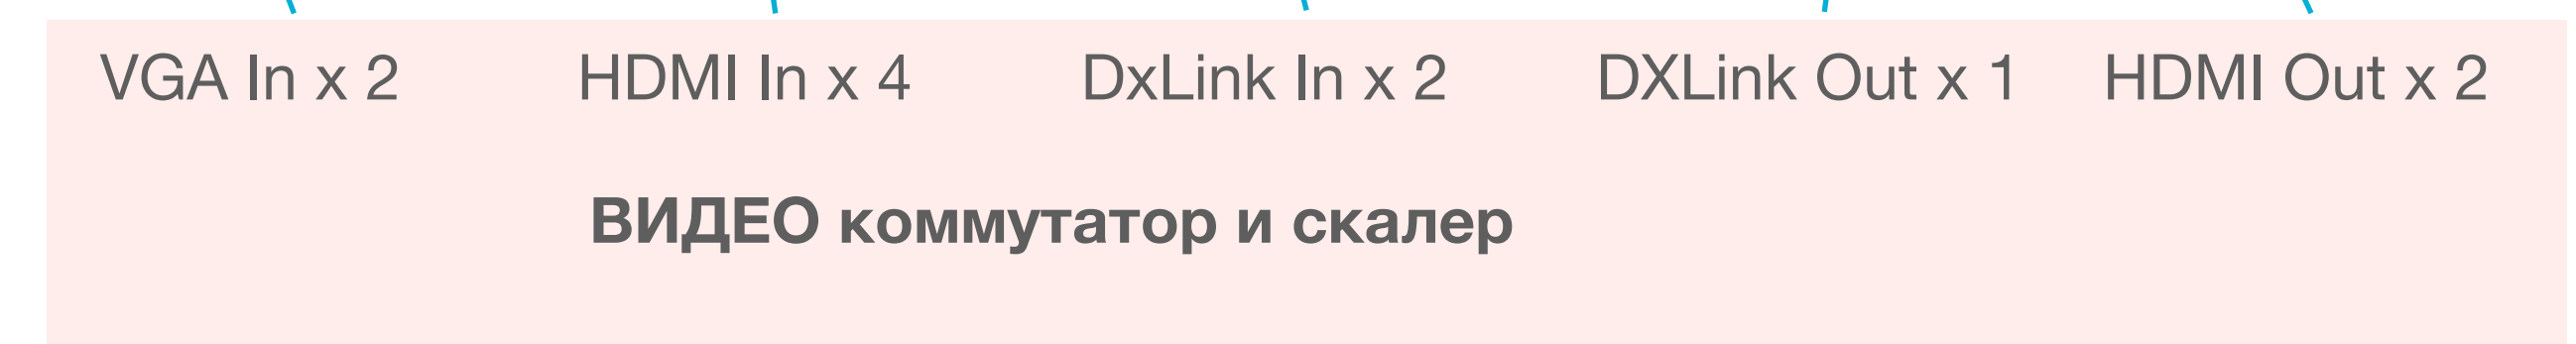 VGA In x 2 HDMI In x 4 DxLink In x 2 DXLink Out x 1 HDMI Out x 2
ВИДЕО коммутатор и скалер